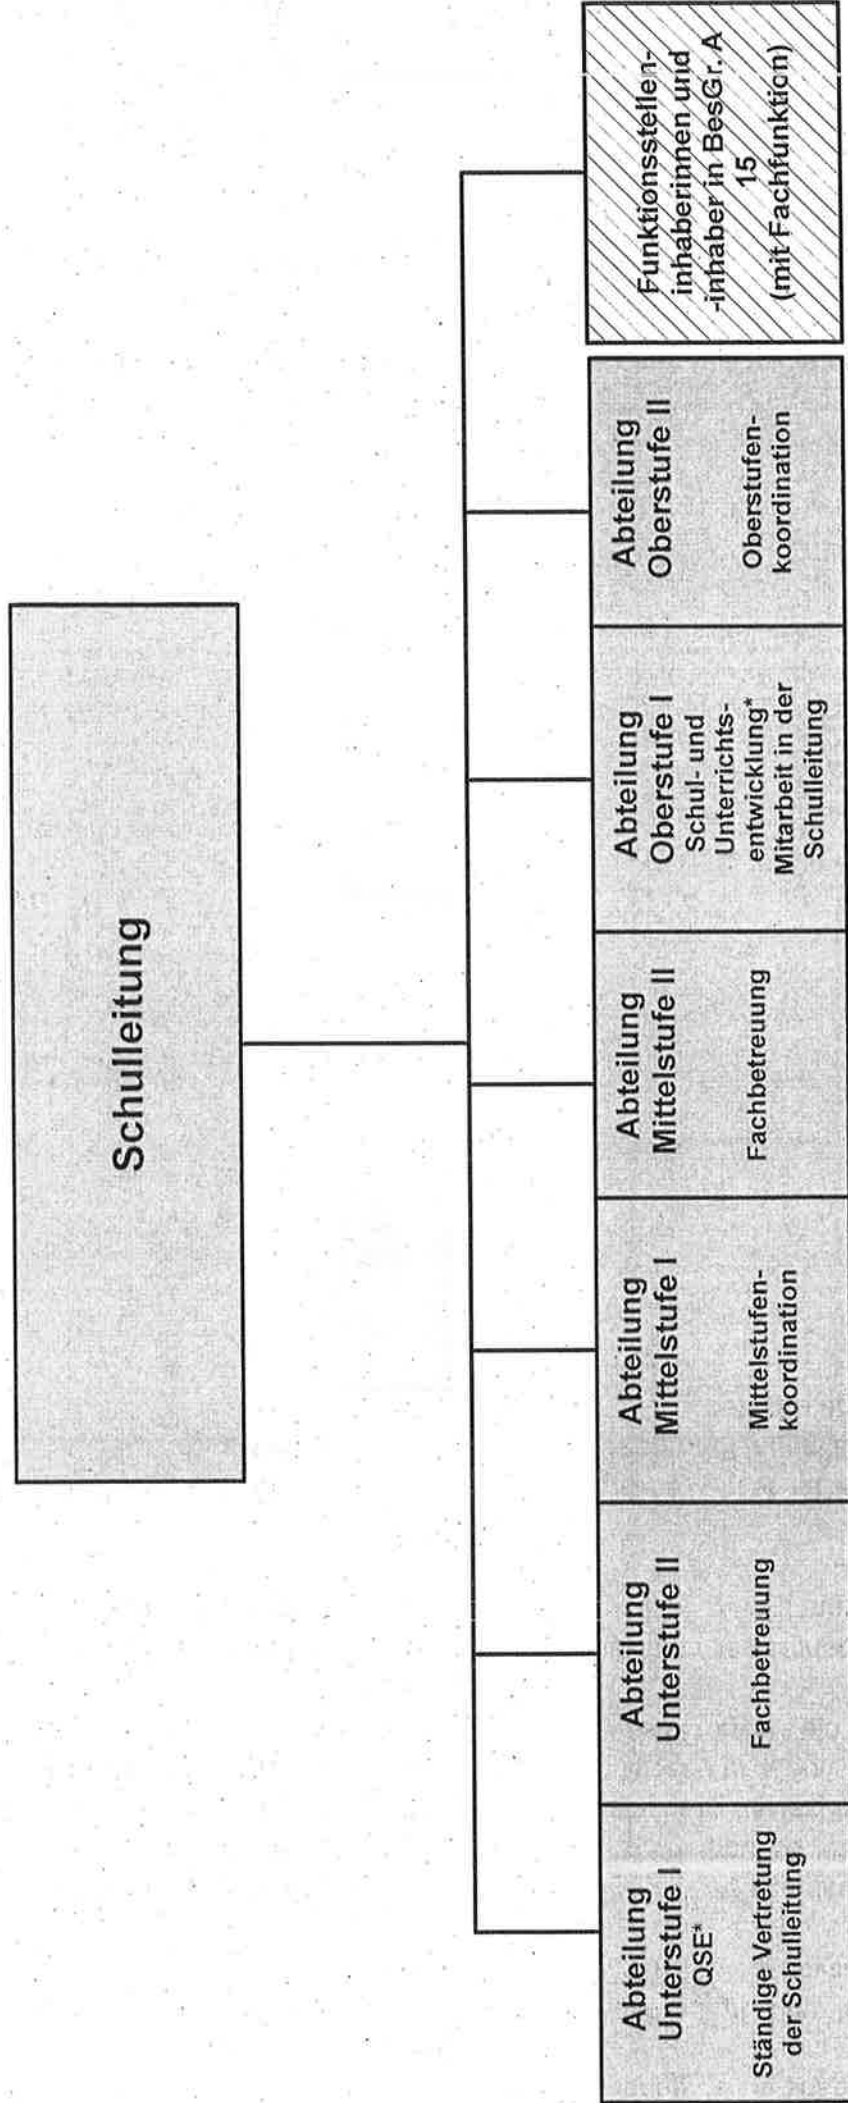 Schulleitung
Abteilung
Unterstufe I
QSE*
Ständige Vertretung
der Schulleitung
Abteilung
Unterstufe II
Fachbetreuung
Abteilung
Mittelstufe I
Mittelstufen-
koordination
Abteilung
Mittelstufe II
Fachbetreuung
Abteilung
Oberstufe I
Schul- und
Unterrichts-
entwicklung*
Mitarbeit in der
Schulleitung
Abteilung
Oberstufe II
Oberstufen-
koordination
Funktionsstellen-
inhaberinnen und
-inhaber in BesGr. A
15
(mit Fachfunktion)